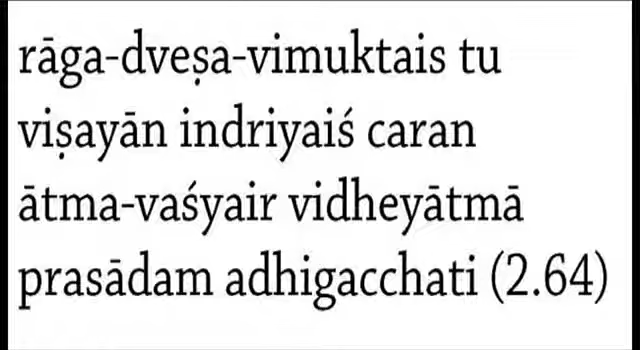 rāga-dveṣa-vimuktais tu
viṣayān indriyaiś caran
ātma-vaśyair vidheyātmā
prasādam adhigacchati (2.64)